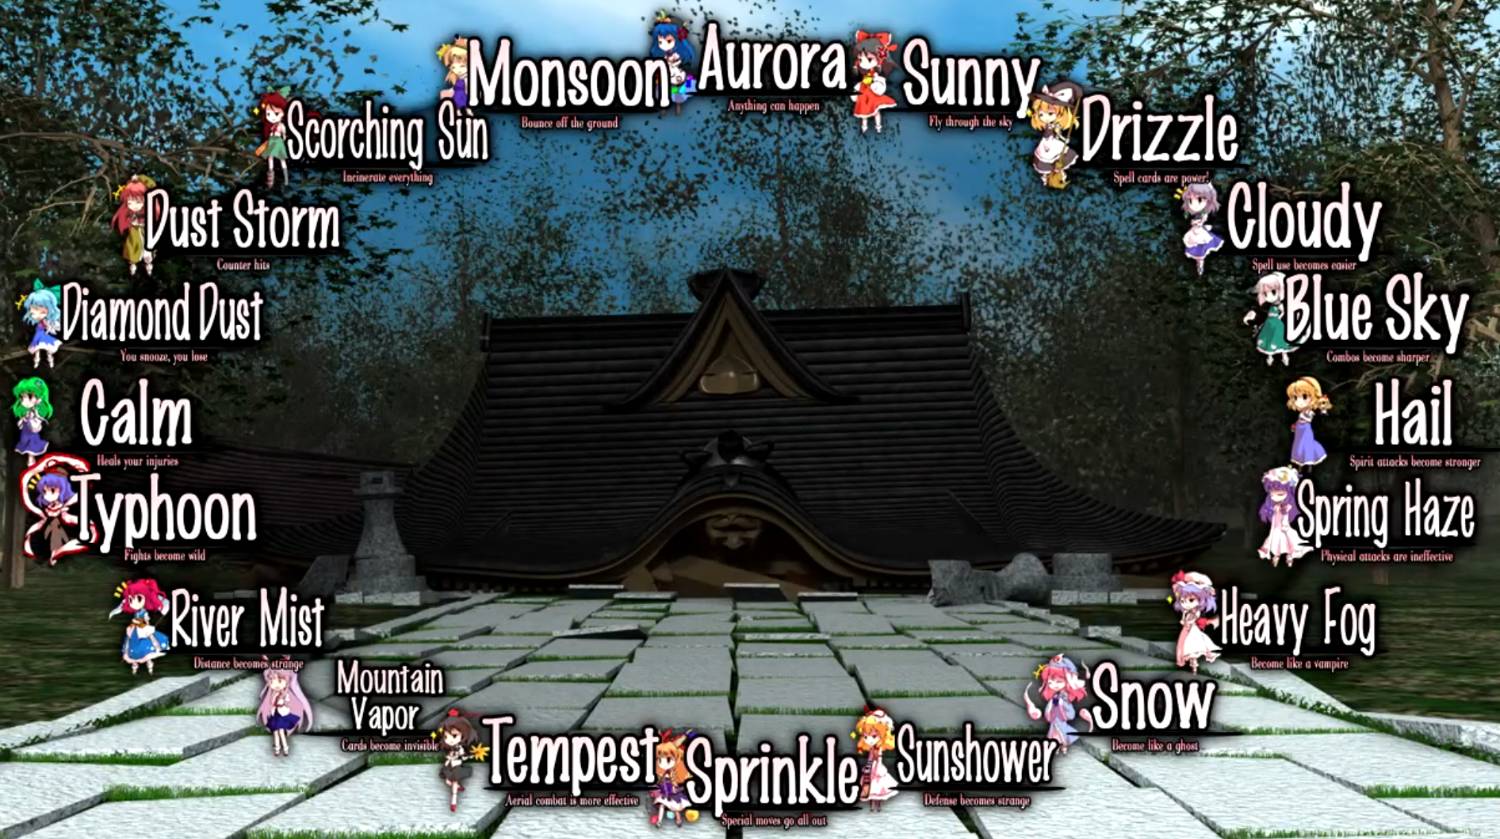 Aurora
Anything can happen
Sunny
Fly through the sky
Drizzle
Spell cards are power!
Cloudy
Spell use becomes easier
Blue Sky
Combos become sharper
Hail
Spirit attacks become stronger
Spring Haze
Physical attacks are ineffective
Heavy Fog
Become like a vampire
Snow
Become like a ghost
Sunshower
Defense becomes strange
Sprinkle
Special moves go all out
Tempest
Aerial combat is more effective
Mountain
Vapor
Cards become invisible
River Mist
Distance becomes strange
Typhoon
Fights become wild
Calm
Heals your injuries
Diamond Dust
You snooze, you lose
Dust Storm
Counter hits
Scorching Sun
Incinerate everything
Monsoon
Bounce off the ground